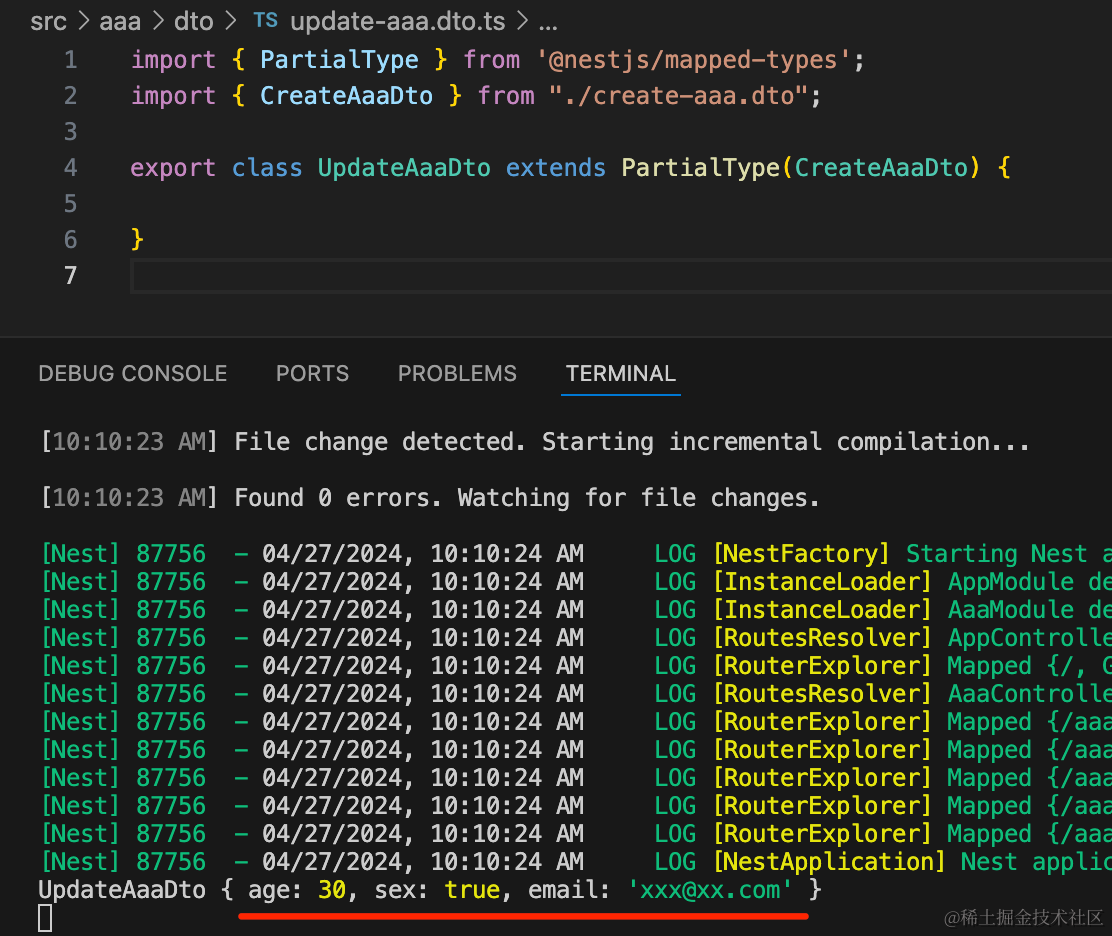 src > aaa > dto > TS update-aaa.dto.ts > ...
1 import { PartialType } from '@nestjs/mapped-types';
2 import { CreateAaaDto } from "./create-aaa.dto";
3
4 export class UpdateAaaDto extends PartialType(CreateAaaDto) {
5
6 }
7
DEBUG CONSOLE PORTS PROBLEMS TERMINAL
[10:10:23 AM] File change detected. Starting incremental compilation...
[10:10:23 AM] Found 0 errors. Watching for file changes.
[Nest] 87756 - 04/27/2024, 10:10:24 AM LOG [NestFactory] Starting Nest a
[Nest] 87756 - 04/27/2024, 10:10:24 AM LOG [InstanceLoader] AppModule de
[Nest] 87756 - 04/27/2024, 10:10:24 AM LOG [InstanceLoader] AaaModule de
[Nest] 87756 - 04/27/2024, 10:10:24 AM LOG [RoutesResolver] AppControlle
[Nest] 87756 - 04/27/2024, 10:10:24 AM LOG [RouterExplorer] Mapped {/, G
[Nest] 87756 - 04/27/2024, 10:10:24 AM LOG [RoutesResolver] AaaControlle
[Nest] 87756 - 04/27/2024, 10:10:24 AM LOG [RouterExplorer] Mapped {/aaa
[Nest] 87756 - 04/27/2024, 10:10:24 AM LOG [RouterExplorer] Mapped {/aaa
[Nest] 87756 - 04/27/2024, 10:10:24 AM LOG [RouterExplorer] Mapped {/aaa
[Nest] 87756 - 04/27/2024, 10:10:24 AM LOG [RouterExplorer] Mapped {/aaa
[Nest] 87756 - 04/27/2024, 10:10:24 AM LOG [RouterExplorer] Mapped {/aaa
[Nest] 87756 - 04/27/2024, 10:10:24 AM LOG [NestApplication] Nest applic
UpdateAaaDto { age: 30, sex: true, email: 'xxx@xx.com' }
@稀土掘金技术社区